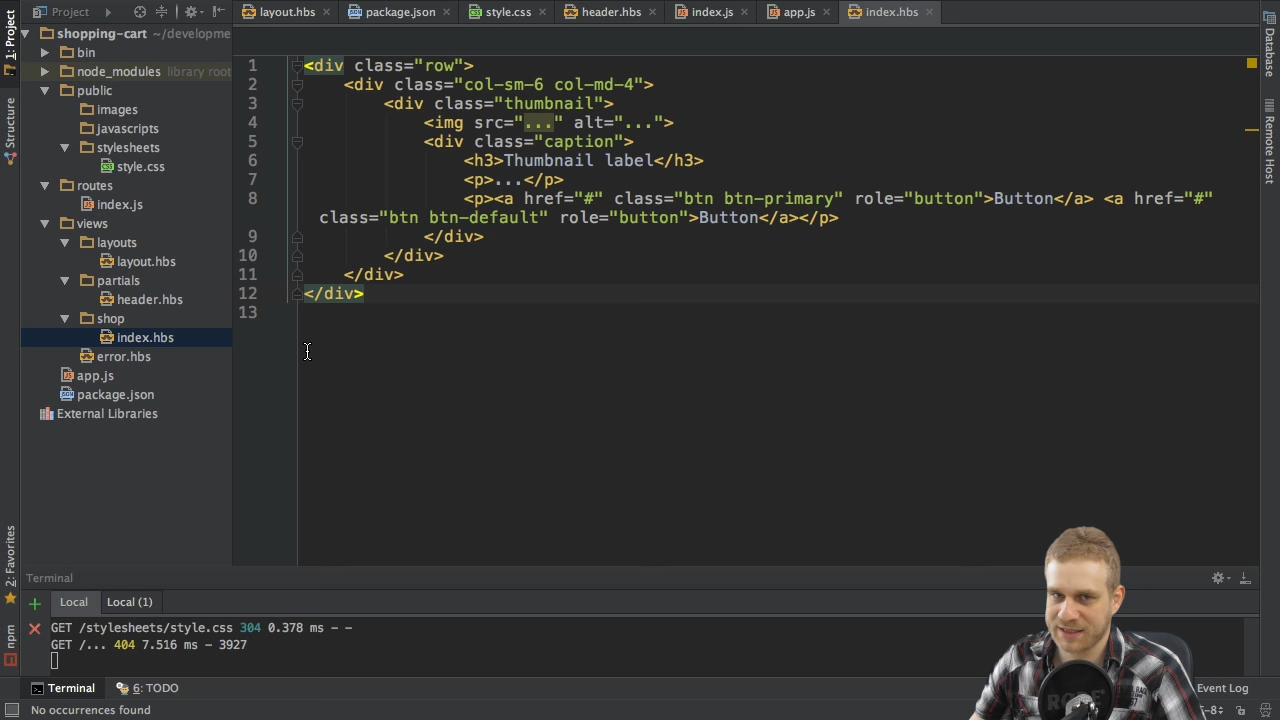 Project
layout.hbs
package.json
style.css
header.hbs
index.js
app.js
index.hbs
1: Project
Structure
2: Favorites
npm
Database
Remote Host
shopping-cart ~/developme
bin
node_modules library root
public
images
javascripts
stylesheets
style.css
routes
index.js
views
layouts
layout.hbs
partials
header.hbs
shop
index.hbs
error.hbs
app.js
package.json
External Libraries
1 <div class="row">
2 <div class="col-sm-6 col-md-4">
3 <div class="thumbnail">
4 <img src="..." alt="...">
5 <div class="caption">
6 <h3>Thumbnail label</h3>
7 <p>...</p>
8 <p><a href="#" class="btn btn-primary" role="button">Button</a> <a href="#"
class="btn btn-default" role="button">Button</a></p>
9 </div>
10 </div>
11 </div>
12 </div>
13
Terminal
Local Local (1)
GET /stylesheets/style.css 304 0.378 ms - -
GET /... 404 7.516 ms - 3927
Terminal 6: TODO
Event Log
No occurrences found
-8